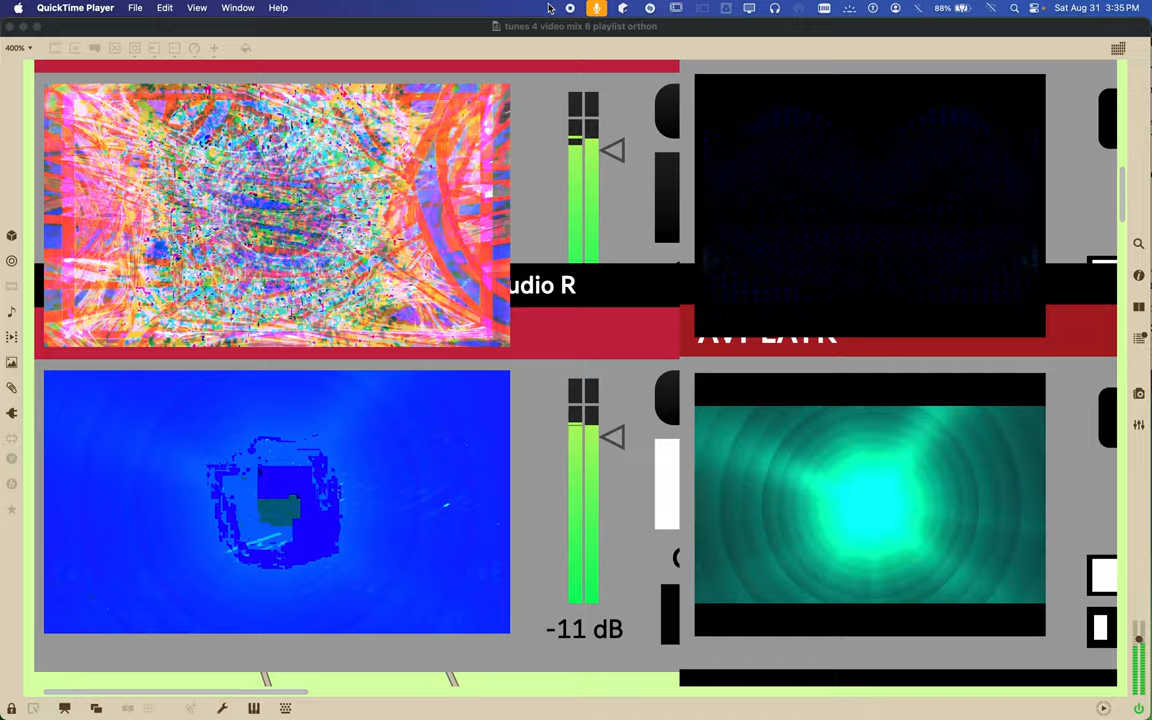 QuickTime Player File Edit View Window Help 88% Sat Aug 31 3:35 PM
tunes 4 video mix 6 playlist orthon
400%
udio R
-11 dB